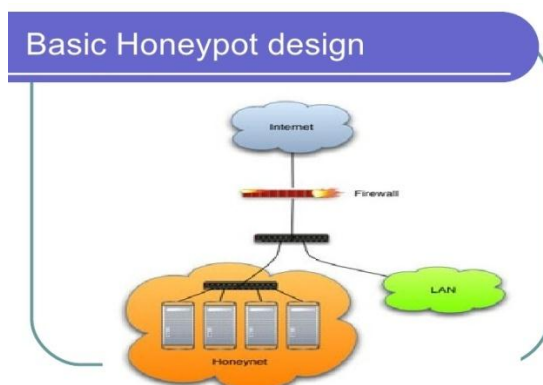 Basic Honeypot design
Internet
Firewall
LAN
Honeynet